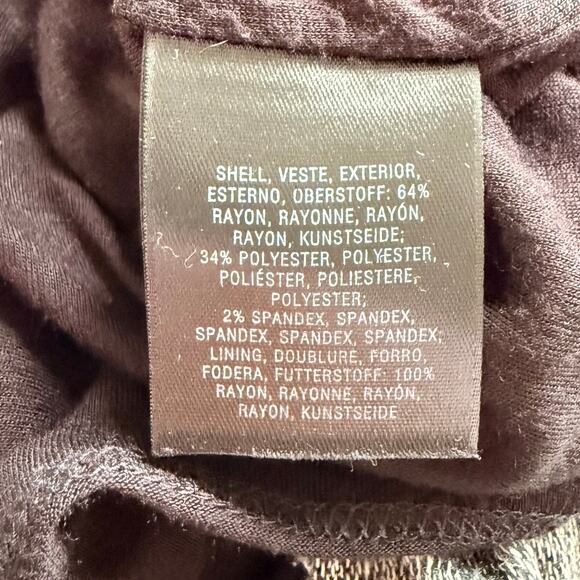 SHELL, VESTE, EXTERIOR,
ESTERNO, OBERSTOFF: 64%
RAYON, RAYONNE, RAYÓN,
RAYON, KUNSTSEIDE;
34% POLYESTER, POLYESTER,
POLIÉSTER, POLIESTERE,
POLYESTER;
2% SPANDEX, SPANDEX,
SPANDEX, SPANDEX, SPANDEX;
LINING, DOUBLURE, FORRO,
FODERA, FUTTERSTOFF: 100%
RAYON, RAYONNE, RAYÓN,
RAYON, KUNSTSEIDE